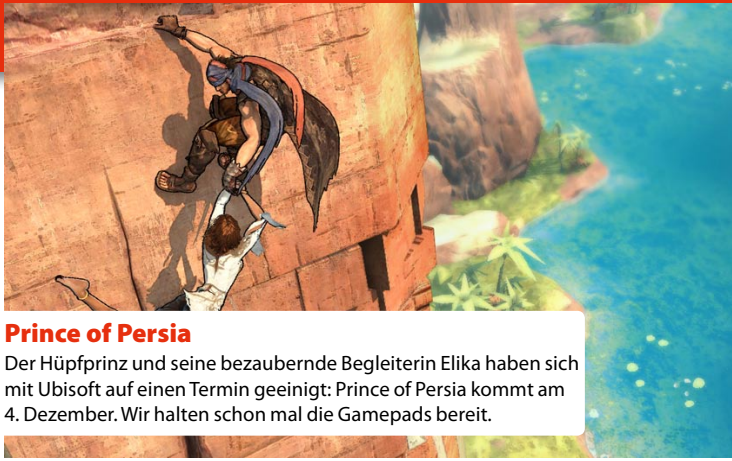 Prince of Persia
Der Hüpfprinz und seine bezaubernde Begleiterin Elika haben sich
mit Ubisoft auf einen Termin geeinigt: Prince of Persia kommt am
4. Dezember. Wir halten schon mal die Gamepads bereit.